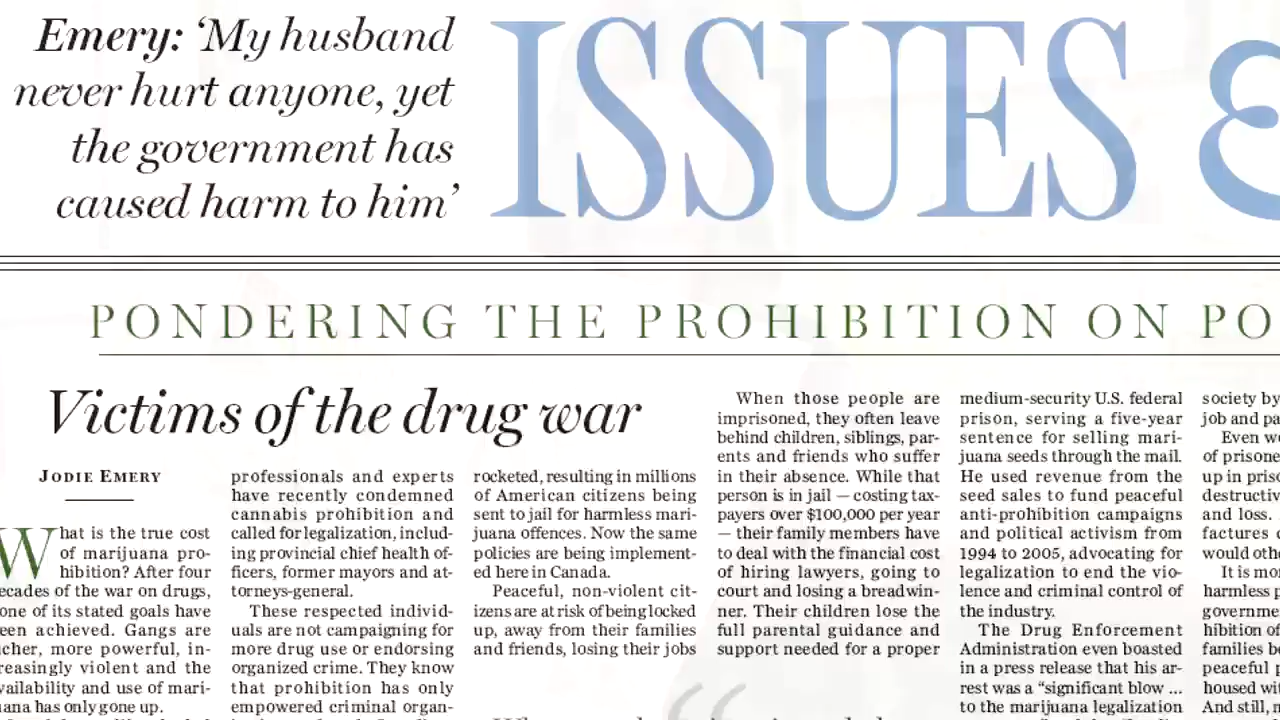 Emery: ‘My husband
never hurt anyone, yet
the government has
caused harm to him’
ISSUES &
PONDERING THE PROHIBITION ON PO
Victims of the drug war
JODIE EMERY
What is the true cost
of marijuana pro-
hibition? After four
ecades of the war on drugs,
one of its stated goals have
een achieved. Gangs are
cher, more powerful, in-
reasingly violent and the
vailability and use of mari-
uana has only gone up.
professionals and experts
have recently condemned
cannabis prohibition and
called for legalization, includ-
ing provincial chief health of-
ficers, former mayors and at-
torneys-general.
These respected individ-
uals are not campaigning for
more drug use or endorsing
organized crime. They know
that prohibition has only
empowered criminal organ-
rocketed, resulting in millions
of American citizens being
sent to jail for harmless mari-
juana offences. Now the same
policies are being implement-
ed here in Canada.
Peaceful, non-violent cit-
izens are at risk of being locked
up, away from their families
and friends, losing their jobs
“
When those people are
imprisoned, they often leave
behind children, siblings, par-
ents and friends who suffer
in their absence. While that
person is in jail — costing tax-
payers over $100,000 per year
— their family members have
to deal with the financial cost
of hiring lawyers, going to
court and losing a breadwin-
ner. Their children lose the
full parental guidance and
support needed for a proper
medium-security U.S. federal
prison, serving a five-year
sentence for selling mari-
juana seeds through the mail.
He used revenue from the
seed sales to fund peaceful
anti-prohibition campaigns
and political activism from
1994 to 2005, advocating for
legalization to end the vio-
lence and criminal control of
the industry.
The Drug Enforcement
Administration even boasted
in a press release that his ar-
rest was a “significant blow ...
to the marijuana legalization
society by
job and pa
Even w
of prisone
up in priso
destructiv
and loss.
factures c
would othe
It is mor
harmless p
governme
hibition of
families be
peaceful p
housed wit
And still, n